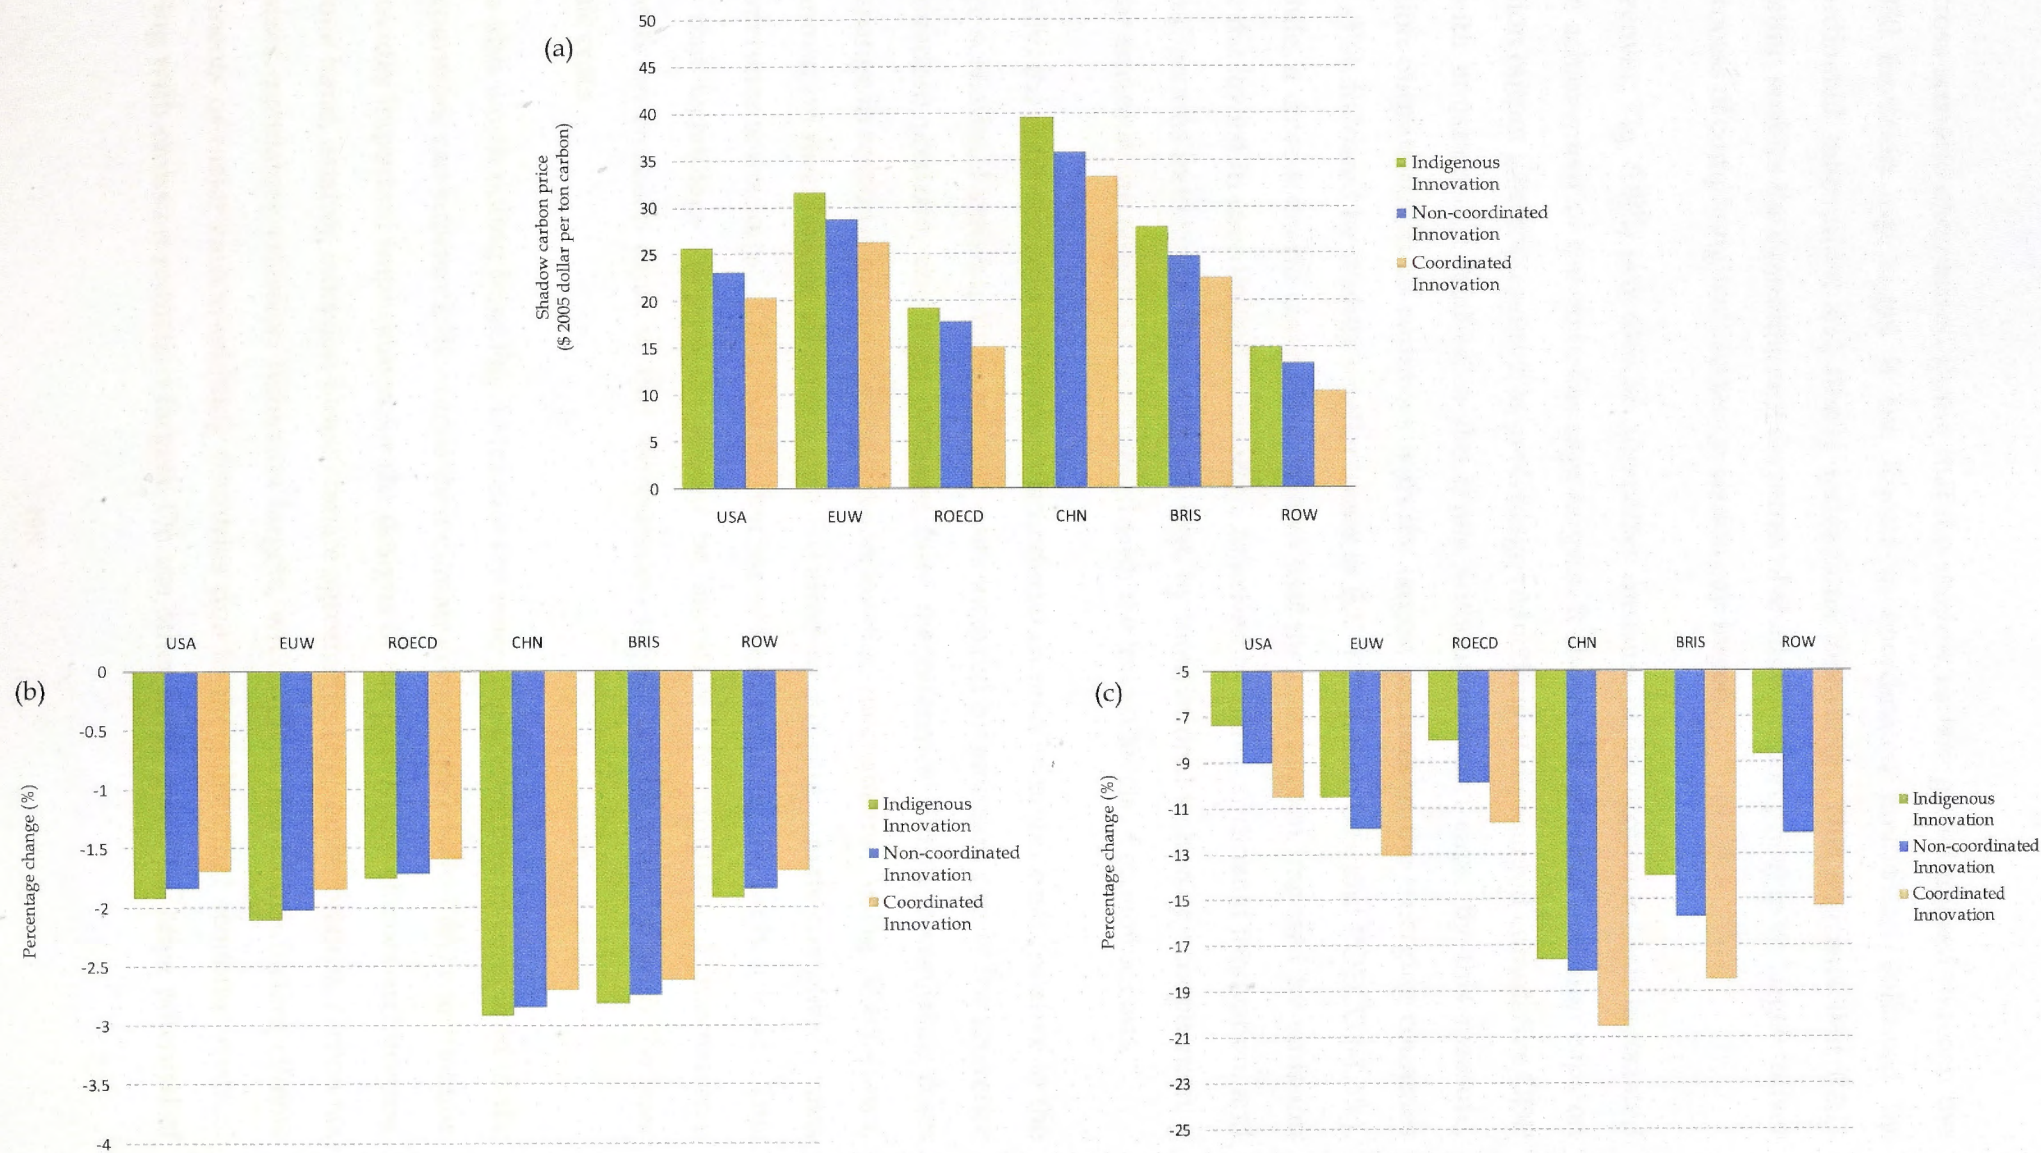 (a)
Shadow carbon price
($ 2005 dollar per ton carbon)
50
45
40
35
30
25
20
15
10
5
0
USA EUW ROECD CHN BRIS ROW
Indigenous
Innovation
Non-coordinated
Innovation
Coordinated
Innovation
(b)
Percentage change (%)
USA EUW ROECD CHN BRIS ROW
0
-0.5
-1
-1.5
-2
-2.5
-3
-3.5
-4
Indigenous
Innovation
Non-coordinated
Innovation
Coordinated
Innovation
(c)
Percentage change (%)
USA EUW ROECD CHN BRIS ROW
-5
-7
-9
-11
-13
-15
-17
-19
-21
-23
-25
Indigenous
Innovation
Non-coordinated
Innovation
Coordinated
Innovation